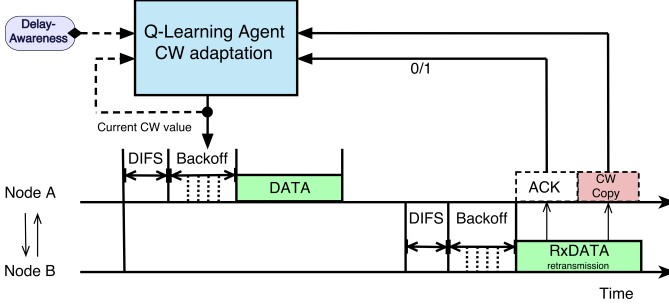 Delay-
Awareness
Q-Learning Agent
CW adaptation
0/1
Current CW value
DIFS
Backoff
DATA
ACK
CW
Copy
Node A
DIFS
Backoff
RxDATA
retransmission
Node B
Time